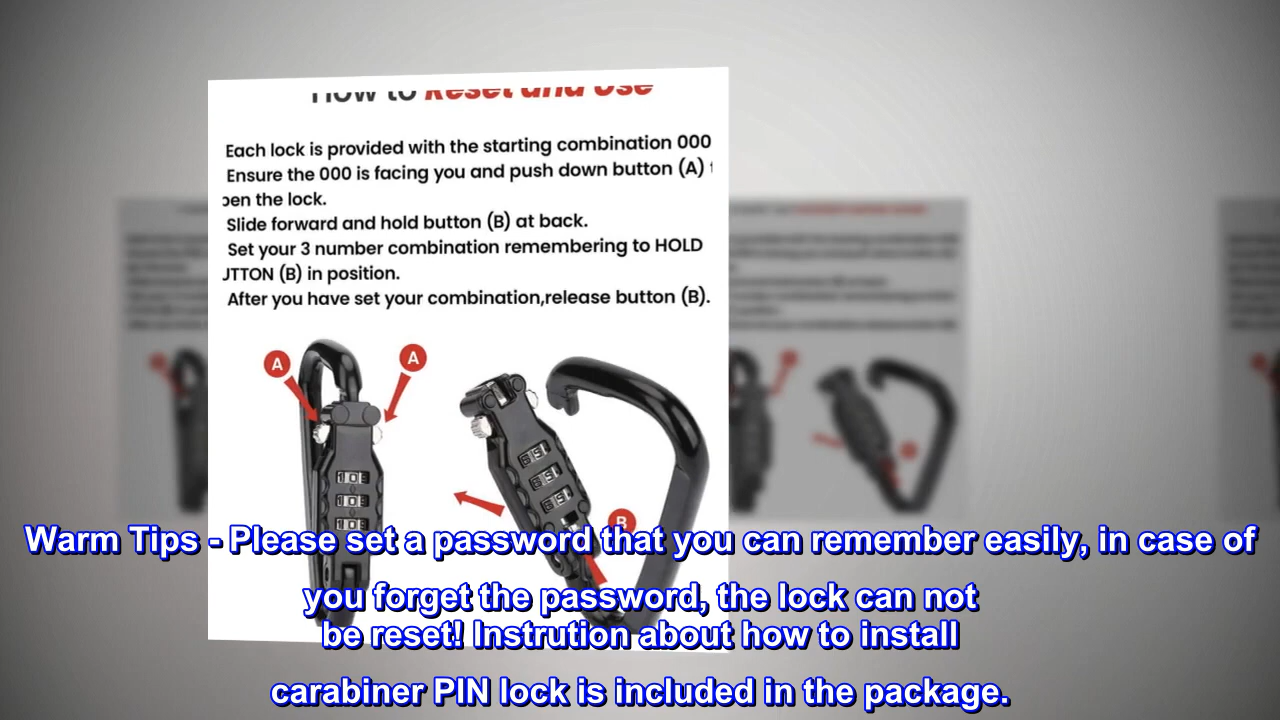 How to Reset and Use
Each lock is provided with the starting combination 000
Ensure the 000 is facing you and push down button (A)
pen the lock.
Slide forward and hold button (B) at back.
Set your 3 number combination remembering to HOLD
UTTON (B) in position.
After you have set your combination,release button (B).
A
A
B
Warm Tips - Please set a password that you can remember easily, in case of
you forget the password, the lock can not
be reset! Instrution about how to install
carabiner PIN lock is included in the package.